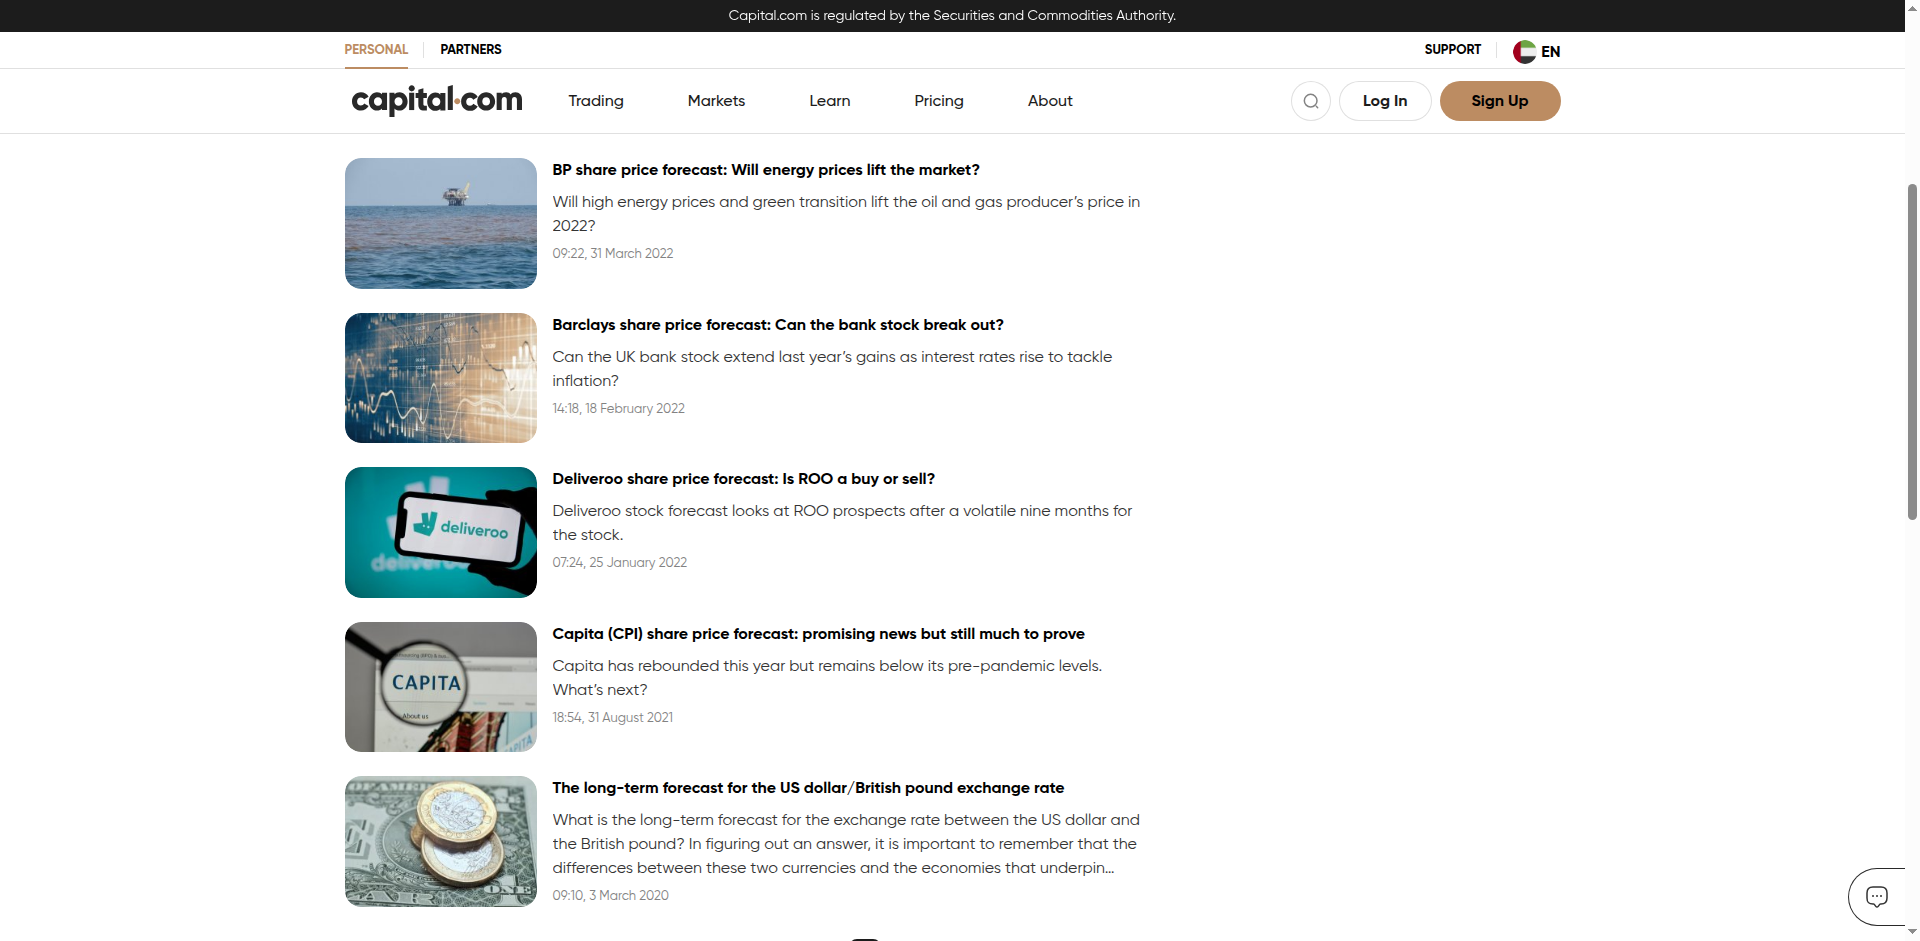 Capital.com is regulated by the Securities and Commodities Authority.
PERSONAL
PARTNERS
SUPPORT
EN
capital.com
Trading
Markets
Learn
Pricing
About
Log In
Sign Up
BP share price forecast: Will energy prices lift the market?
Will high energy prices and green transition lift the oil and gas producer’s price in
2022?
09:22, 31 March 2022
Barclays share price forecast: Can the bank stock break out?
Can the UK bank stock extend last year’s gains as interest rates rise to tackle
inflation?
14:18, 18 February 2022
deliveroo
Deliveroo share price forecast: Is ROO a buy or sell?
Deliveroo stock forecast looks at ROO prospects after a volatile nine months for
the stock.
07:24, 25 January 2022
CAPITA
About us
Capita (CPI) share price forecast: promising news but still much to prove
Capita has rebounded this year but remains below its pre-pandemic levels.
What’s next?
18:54, 31 August 2021
ONE
The long-term forecast for the US dollar/British pound exchange rate
What is the long-term forecast for the exchange rate between the US dollar and
the British pound? In figuring out an answer, it is important to remember that the
differences between these two currencies and the economies that underpin...
09:10, 3 March 2020